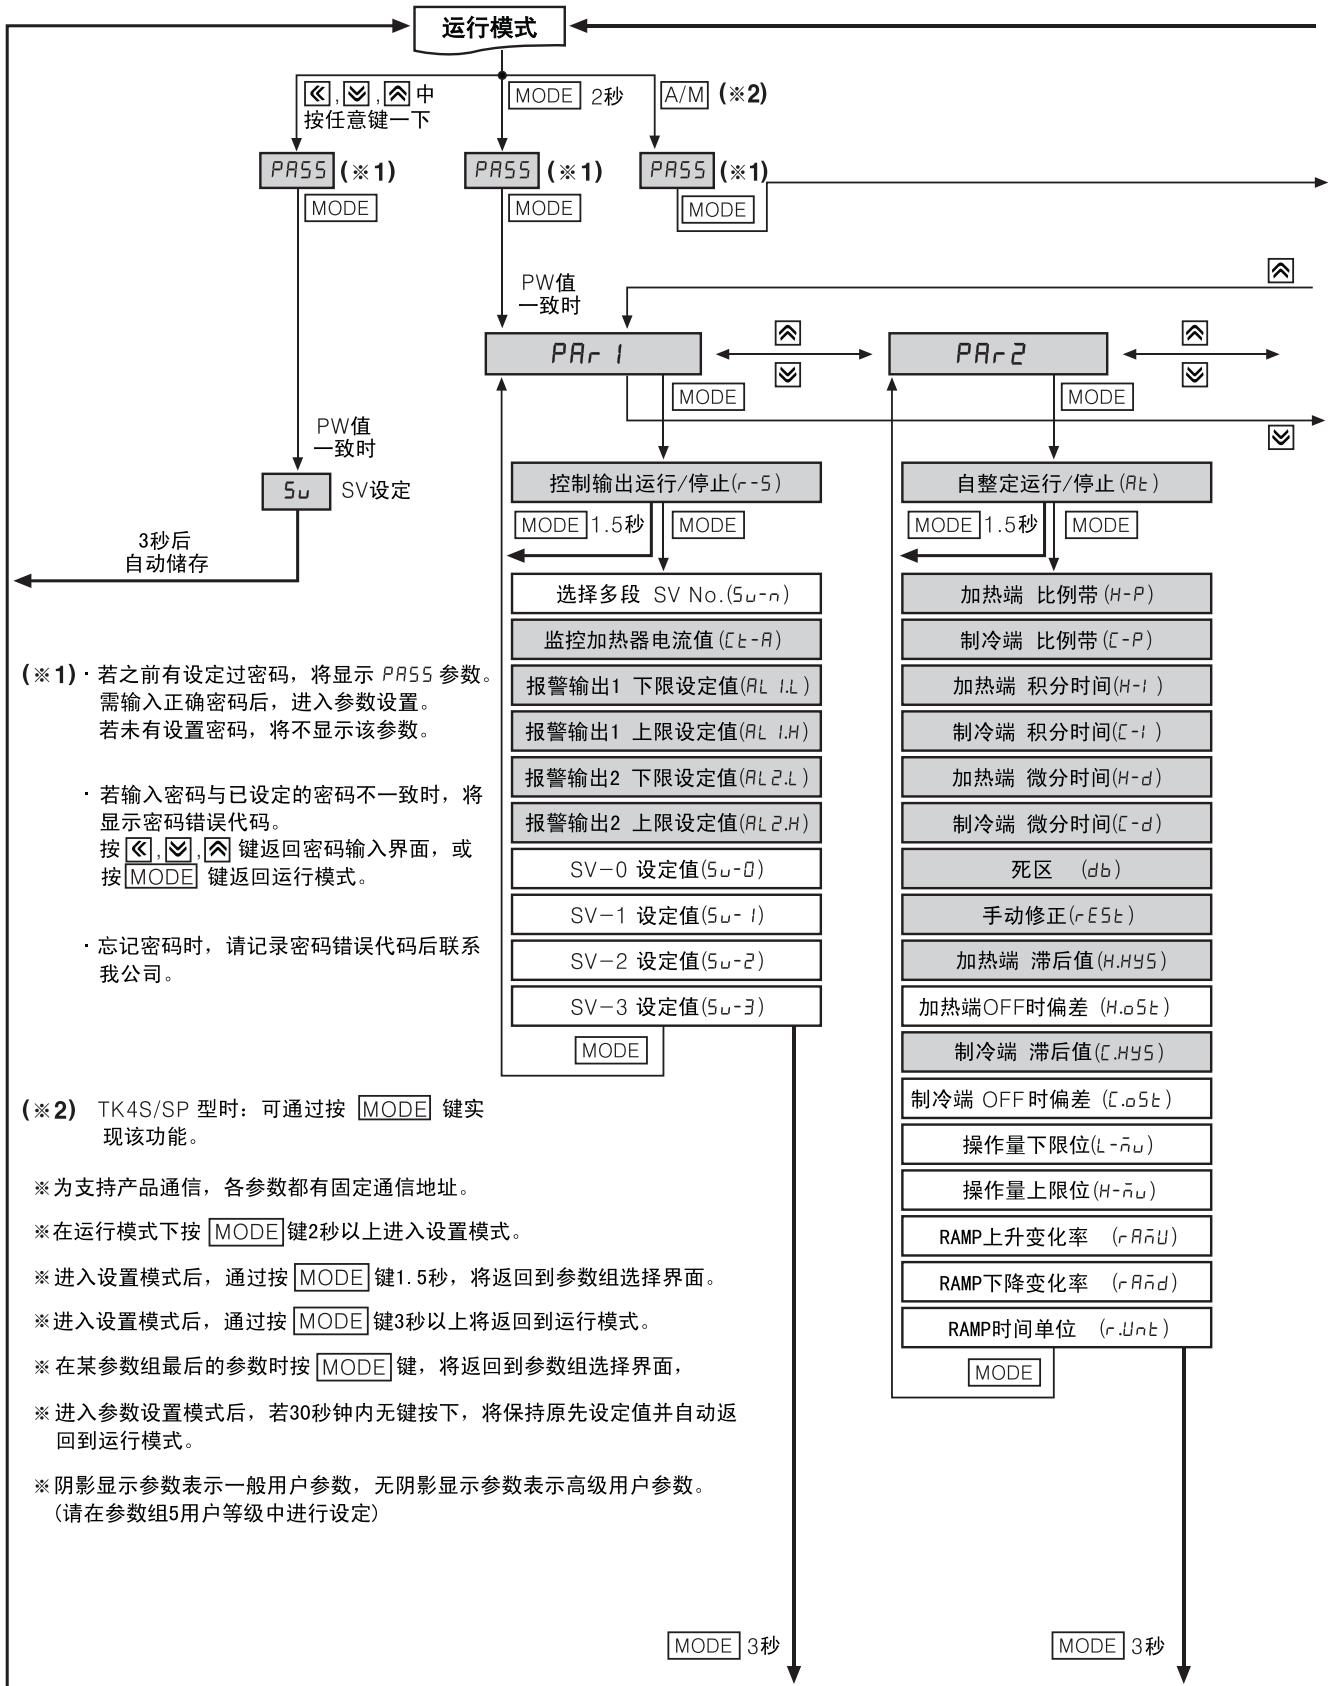 运行模式
«,︾,︽ 中
按任意键一下
MODE 2秒
A/M (※2)
PASS (※1)
PASS (※1)
PASS (※1)
MODE
MODE
MODE
PW值
一致时
︽
PAr1
︽
︾
PAr2
︽
︾
MODE
MODE
︾
PW值
一致时
Su SV设定
3秒后
自动储存
控制输出运行/停止(r-S)
MODE 1.5秒 MODE
选择多段 SV No.(Su-n)
监控加热器电流值(Ct-A)
报警输出1 下限设定值(AL1.L)
报警输出1 上限设定值(AL1.H)
报警输出2 下限设定值(AL2.L)
报警输出2 上限设定值(AL2.H)
SV-0 设定值(Su-0)
SV-1 设定值(Su-1)
SV-2 设定值(Su-2)
SV-3 设定值(Su-3)
MODE
自整定运行/停止(At)
MODE 1.5秒 MODE
加热端 比例带(H-P)
制冷端 比例带(C-P)
加热端 积分时间(H-I)
制冷端 积分时间(C-I)
加热端 微分时间(H-d)
制冷端 微分时间(C-d)
死区 (db)
手动修正(rESt)
加热端 滞后值(H.HYS)
加热端OFF时偏差 (H.oSt)
制冷端 滞后值(C.HYS)
制冷端 OFF时偏差 (C.oSt)
操作量下限位(L-n̄u)
操作量上限位(H-n̄u)
RAMP上升变化率 (rAn̄U)
RAMP下降变化率 (rAn̄d)
RAMP时间单位 (r.Unt)
MODE
(※1)· 若之前有设定过密码，将显示 PASS 参数。
需输入正确密码后，进入参数设置。
若未有设置密码，将不显示该参数。
· 若输入密码与已设定的密码不一致时，将
显示密码错误代码。
按 «,︾,︽ 键返回密码输入界面，或
按 MODE 键返回运行模式。
· 忘记密码时，请记录密码错误代码后联系
我公司。
(※2) TK4S/SP 型时：可通过按 MODE 键实
现该功能。
※为支持产品通信，各参数都有固定通信地址。
※在运行模式下按 MODE 键2秒以上进入设置模式。
※进入设置模式后，通过按 MODE 键1.5秒，将返回到参数组选择界面。
※进入设置模式后，通过按 MODE 键3秒以上将返回到运行模式。
※在某参数组最后的参数时按 MODE 键，将返回到参数组选择界面，
※进入参数设置模式后，若30秒钟内无键按下，将保持原先设定值并自动返
回到运行模式。
※阴影显示参数表示一般用户参数，无阴影显示参数表示高级用户参数。
(请在参数组5用户等级中进行设定)
MODE 3秒
MODE 3秒